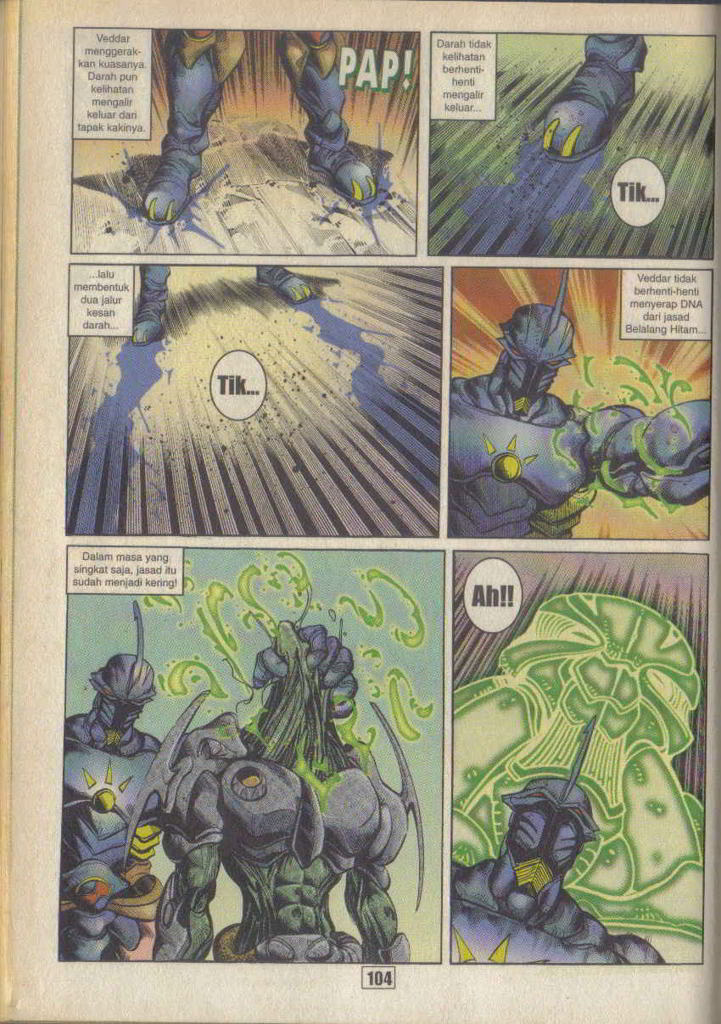 Veddar
menggerak-
kan kuasanya.
Darah pun
kelihatan
mengalir
keluar dari
tapak kakinya.
PAP!
Darah tidak
kelihatan
berhenti-
henti
mengalir
keluar...
Tik...
...lalu
membentuk
dua jalur
kesan
darah...
Tik...
Veddar tidak
berhenti-henti
menyerap DNA
dari jasad
Belalang Hitam...
Dalam masa yang
singkat saja, jasad itu
sudah menjadi kering!
Ah!!
104